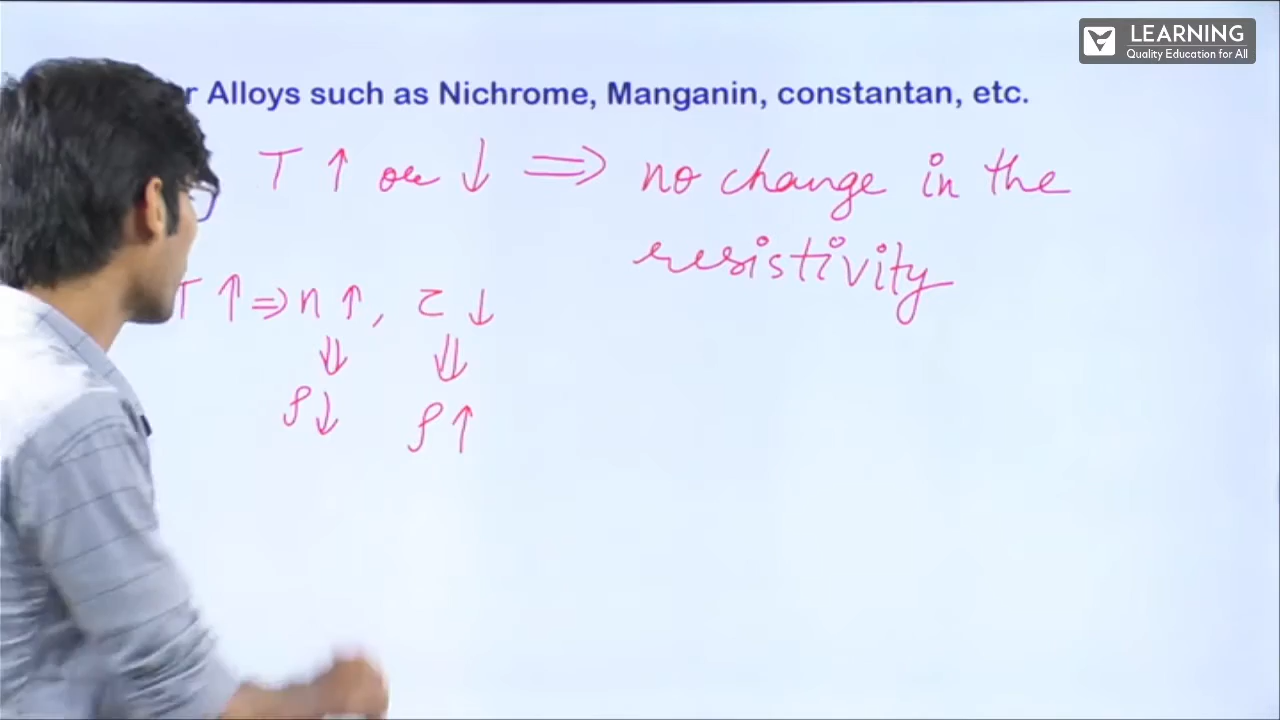 LEARNING
Quality Education for All
r Alloys such as Nichrome, Manganin, constantan, etc.
T ↑ or ↓ ⇒ no change in the
resistivity
T ↑ ⇒ n ↑, τ ↓
⇓ ⇓
ρ ↓ ρ ↑